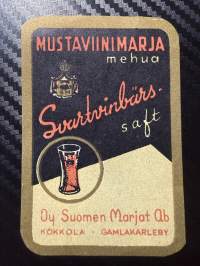 MUSTAVIINIMARJA
mehua
Svartvinbärs-
saft
Oy Suomen Marjat Ab
KOKKOLA - GAMLAKARLEBY